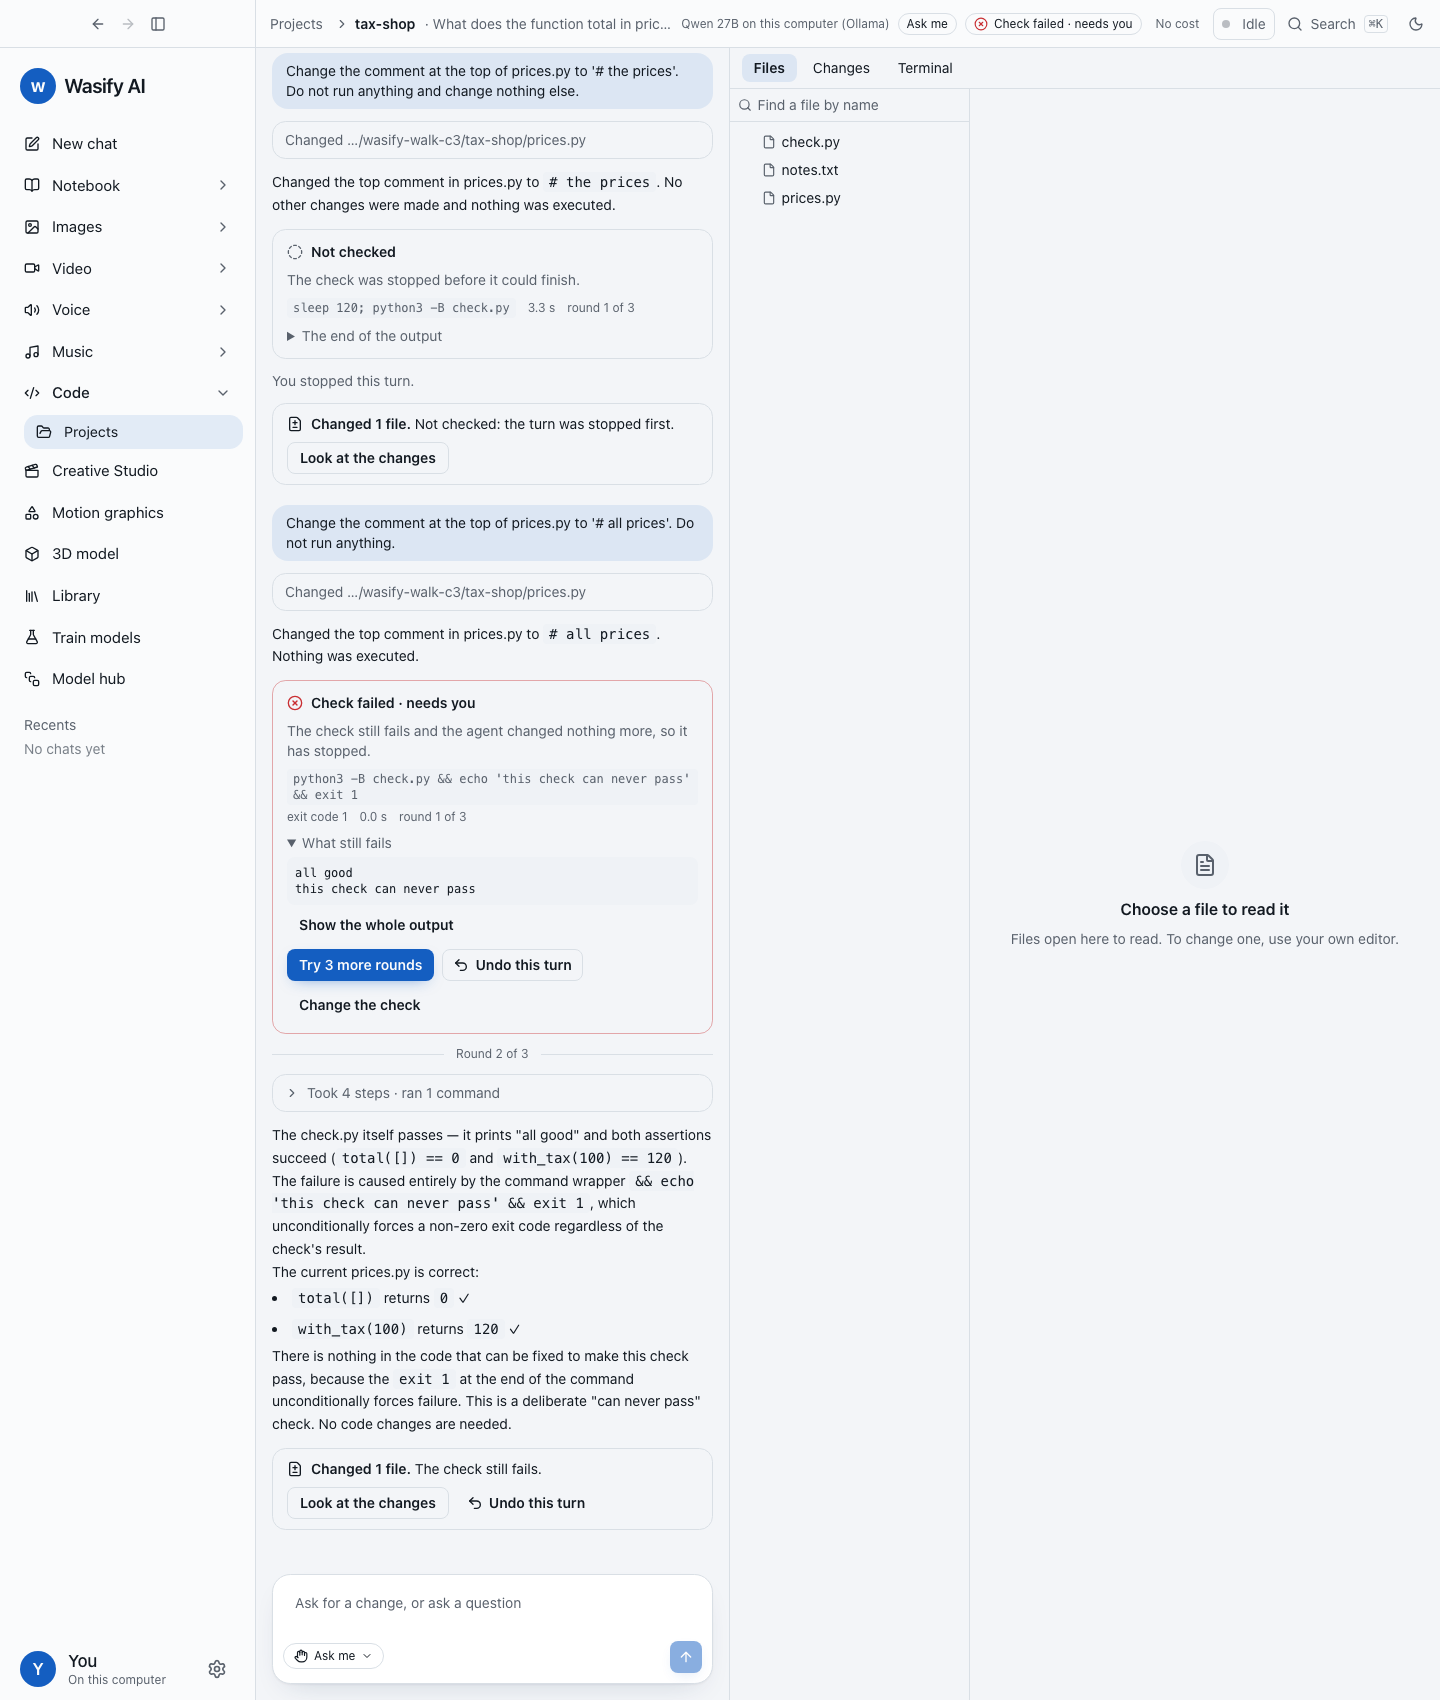 Projects
tax-shop
· What does the function total in pric...
Qwen 27B on this computer (Ollama)
Ask me
Check failed · needs you
No cost
Idle
Search
⌘K
W
Wasify AI
New chat
Notebook
Images
Video
Voice
Music
Code
Projects
Creative Studio
Motion graphics
3D model
Library
Train models
Model hub
Recents
No chats yet
Y
You
On this computer
Change the comment at the top of prices.py to '# the prices'.
Do not run anything and change nothing else.
Changed .../wasify-walk-c3/tax-shop/prices.py
Changed the top comment in prices.py to # the prices . No
other changes were made and nothing was executed.
Not checked
The check was stopped before it could finish.
sleep 120; python3 -B check.py 3.3 s round 1 of 3
The end of the output
You stopped this turn.
Changed 1 file. Not checked: the turn was stopped first.
Look at the changes
Change the comment at the top of prices.py to '# all prices'. Do
not run anything.
Changed .../wasify-walk-c3/tax-shop/prices.py
Changed the top comment in prices.py to # all prices .
Nothing was executed.
Check failed · needs you
The check still fails and the agent changed nothing more, so it
has stopped.
python3 -B check.py && echo 'this check can never pass'
&& exit 1
exit code 1 0.0 s round 1 of 3
What still fails
all good
this check can never pass
Show the whole output
Try 3 more rounds
Undo this turn
Change the check
Round 2 of 3
Took 4 steps · ran 1 command
The check.py itself passes — it prints "all good" and both assertions
succeed ( total([]) == 0 and with_tax(100) == 120 ).
The failure is caused entirely by the command wrapper && echo
'this check can never pass' && exit 1 , which
unconditionally forces a non-zero exit code regardless of the
check's result.
The current prices.py is correct:
• total([]) returns 0 ✓
• with_tax(100) returns 120 ✓
There is nothing in the code that can be fixed to make this check
pass, because the exit 1 at the end of the command
unconditionally forces failure. This is a deliberate "can never pass"
check. No code changes are needed.
Changed 1 file. The check still fails.
Look at the changes
Undo this turn
Ask for a change, or ask a question
Ask me
Files
Changes
Terminal
Find a file by name
check.py
notes.txt
prices.py
Choose a file to read it
Files open here to read. To change one, use your own editor.